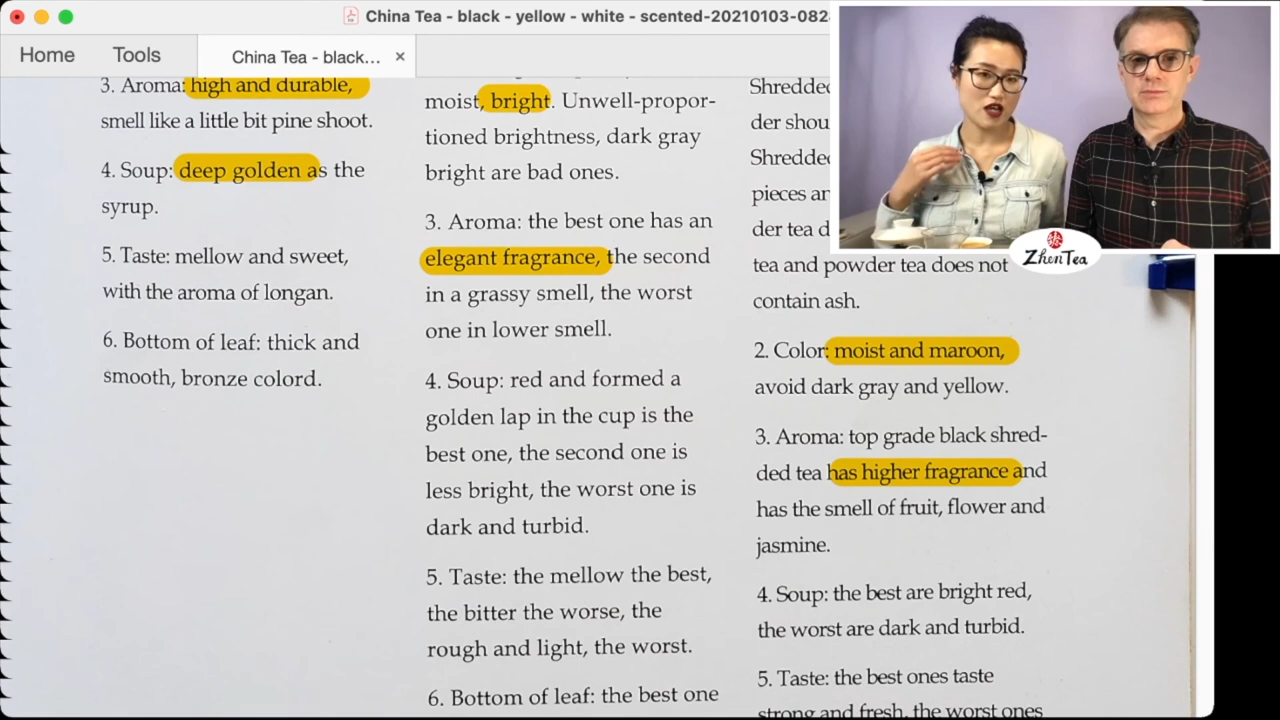 China Tea - black - yellow - white - scented-20210103-082
Home
Tools
China Tea - black… ×
3. Aroma: high and durable,
smell like a little bit pine shoot.
4. Soup: deep golden as the
syrup.
5. Taste: mellow and sweet,
with the aroma of longan.
6. Bottom of leaf: thick and
smooth, bronze colord.
moist, bright. Unwell-propor-
tioned brightness, dark gray
bright are bad ones.
3. Aroma: the best one has an
elegant fragrance, the second
in a grassy smell, the worst
one in lower smell.
4. Soup: red and formed a
golden lap in the cup is the
best one, the second one is
less bright, the worst one is
dark and turbid.
5. Taste: the mellow the best,
the bitter the worse, the
rough and light, the worst.
6. Bottom of leaf: the best one
Shredded
der shou
Shredded
pieces an
der tea d
tea and powder tea does not
contain ash.
2. Color: moist and maroon,
avoid dark gray and yellow.
3. Aroma: top grade black shred-
ded tea has higher fragrance and
has the smell of fruit, flower and
jasmine.
4. Soup: the best are bright red,
the worst are dark and turbid.
5. Taste: the best ones taste
strong and fresh, the worst ones
ZhenTea